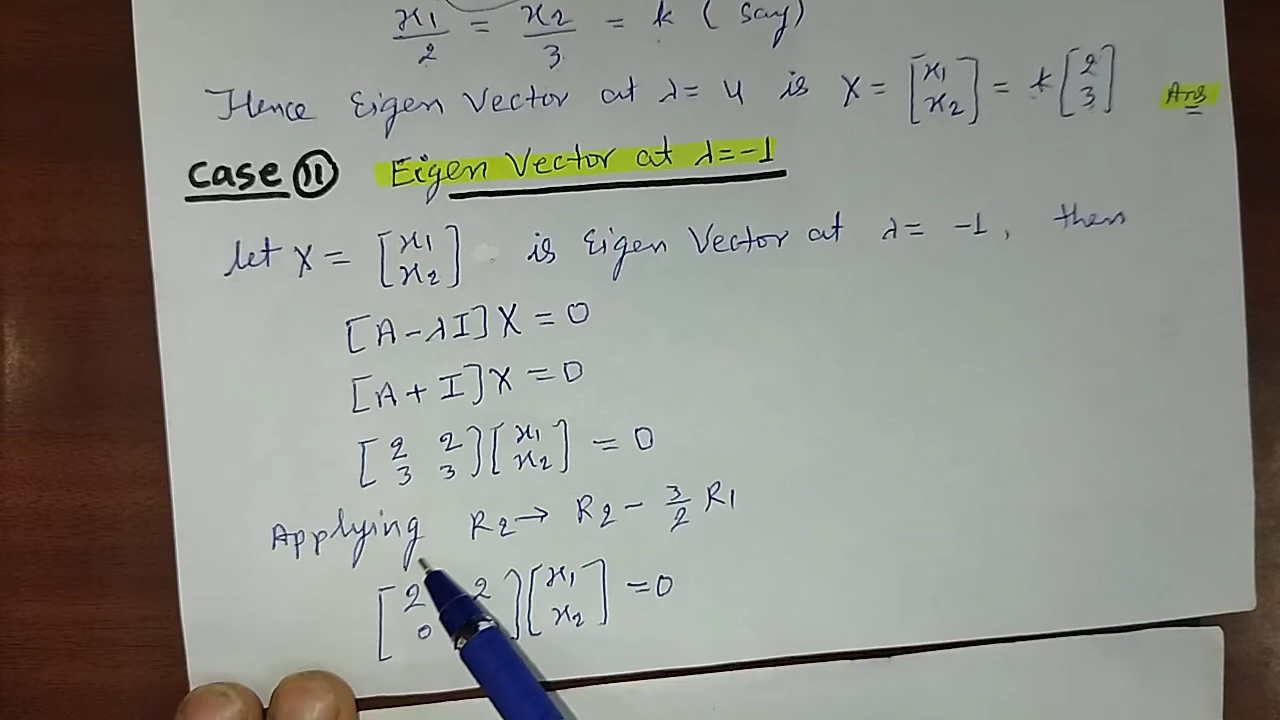 x1/2 = x2/3 = k ( Say)
Hence Eigen Vector at λ= 4 is X = [x1 x2] = k [2 3] Ans
Case II Eigen Vector at λ=-1
let X = [x1 x2] is Eigen Vector at λ= -1, then
[A-λI]X = 0
[A+I]X = 0
[2 2 3 3] [x1 x2] = 0
Applying R2→ R2 - 3/2 R1
[2 2 0 ] [x1 x2] = 0